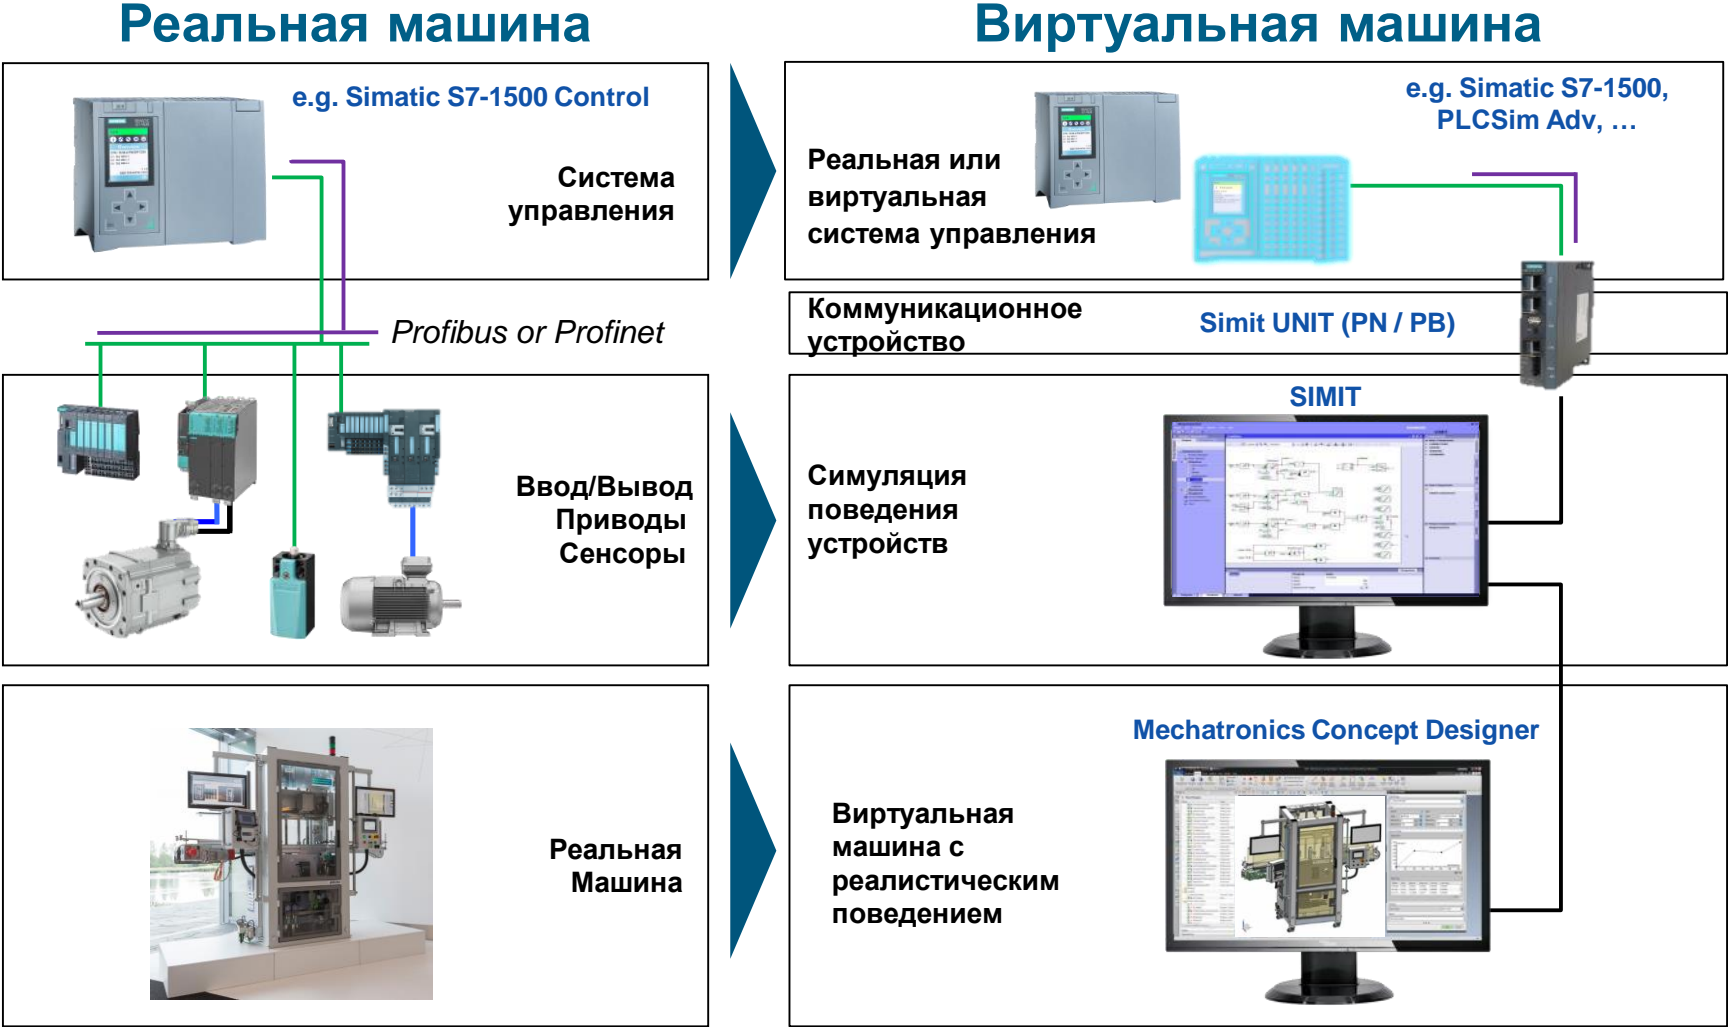 Реальная машина
Виртуальная машина
e.g. Simatic S7-1500 Control
Система
управления
e.g. Simatic S7-1500,
PLCSim Adv, …
Реальная или
виртуальная
система управления
Profibus or Profinet
Коммуникационное
устройство
Simit UNIT (PN / PB)
Ввод/Вывод
Приводы
Сенсоры
SIMIT
Симуляция
поведения
устройств
Реальная
Машина
Mechatronics Concept Designer
Виртуальная
машина с
реалистическим
поведением